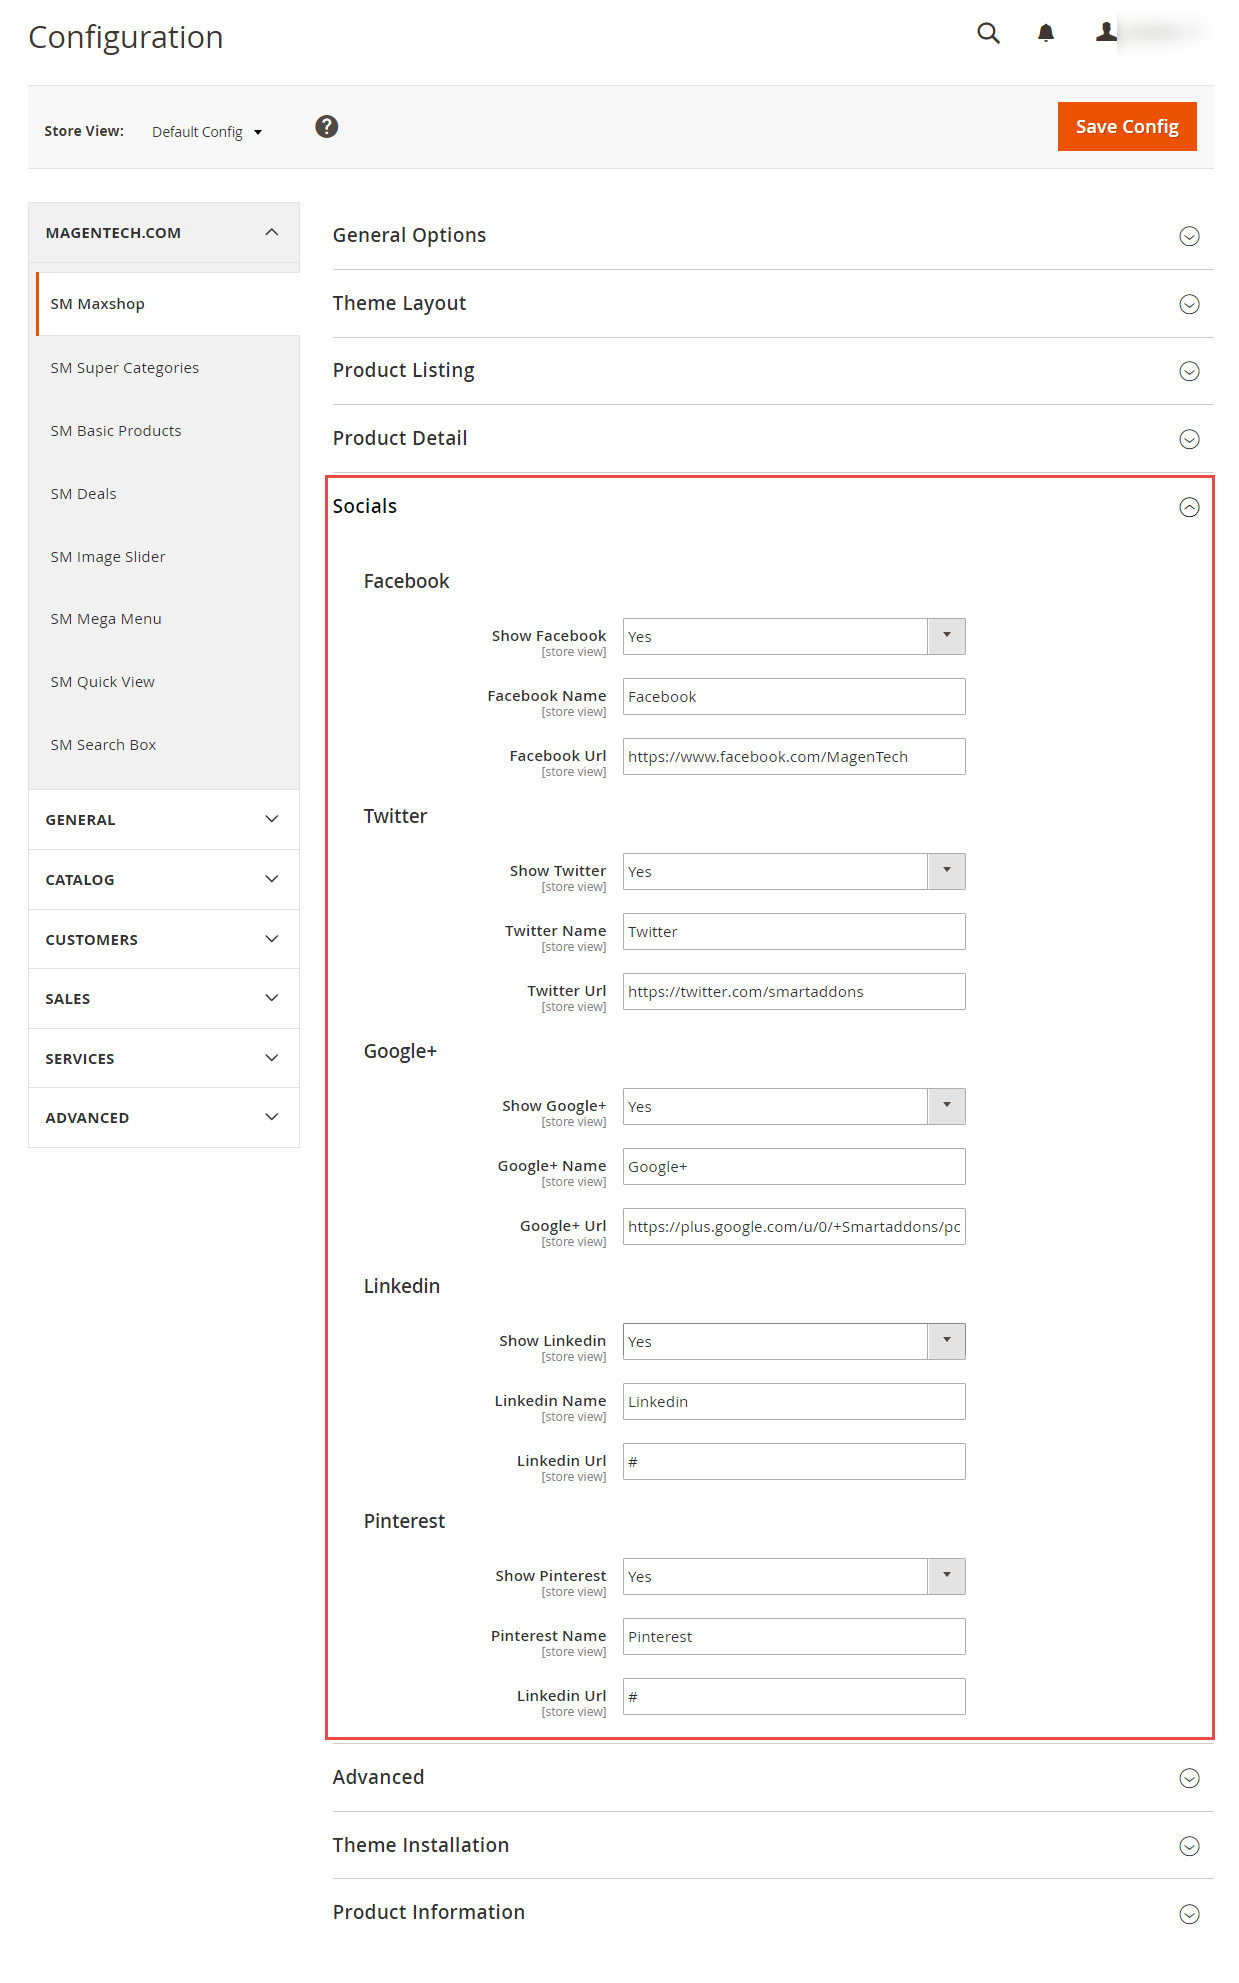 Configuration
Store View: Default Config ?
Save Config
MAGENTECH.COM
SM Maxshop
SM Super Categories
SM Basic Products
SM Deals
SM Image Slider
SM Mega Menu
SM Quick View
SM Search Box
GENERAL
CATALOG
CUSTOMERS
SALES
SERVICES
ADVANCED
General Options
Theme Layout
Product Listing
Product Detail
Socials
Facebook
Show Facebook Yes
[store view]
Facebook Name Facebook
[store view]
Facebook Url https://www.facebook.com/MagenTech
[store view]
Twitter
Show Twitter Yes
[store view]
Twitter Name Twitter
[store view]
Twitter Url https://twitter.com/smartaddons
[store view]
Google+
Show Google+ Yes
[store view]
Google+ Name Google+
[store view]
Google+ Url https://plus.google.com/u/0/+Smartaddons/pc
[store view]
Linkedin
Show Linkedin Yes
[store view]
Linkedin Name Linkedin
[store view]
Linkedin Url #
[store view]
Pinterest
Show Pinterest Yes
[store view]
Pinterest Name Pinterest
[store view]
Linkedin Url #
[store view]
Advanced
Theme Installation
Product Information